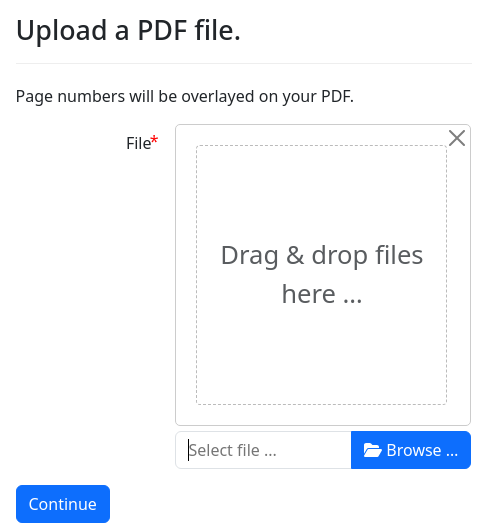 Upload a PDF file.
Page numbers will be overlayed on your PDF.
File*
Drag & drop files
here ...
Select file ...
Browse ...
Continue